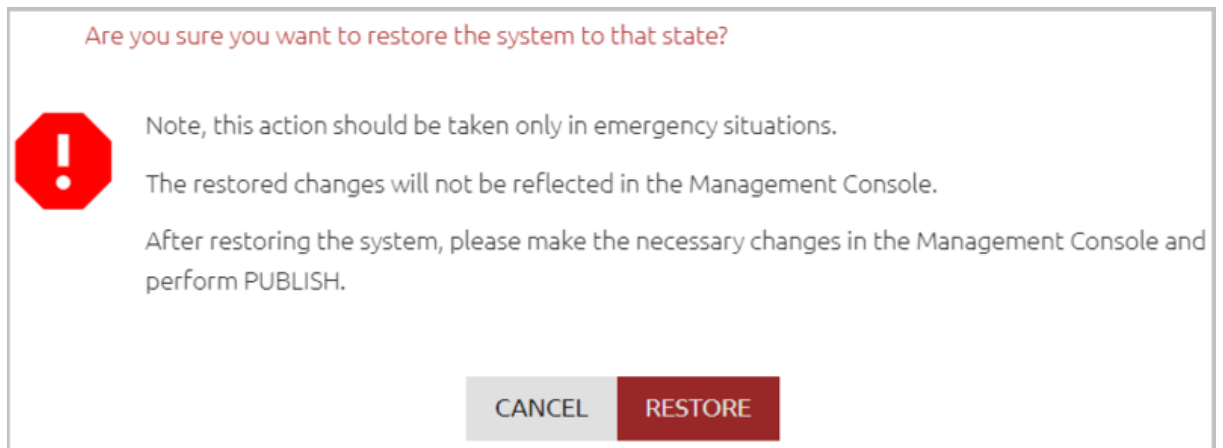 Are you sure you want to restore the system to that state?
Note, this action should be taken only in emergency situations.
The restored changes will not be reflected in the Management Console.
After restoring the system, please make the necessary changes in the Management Console and
perform PUBLISH.
CANCEL RESTORE